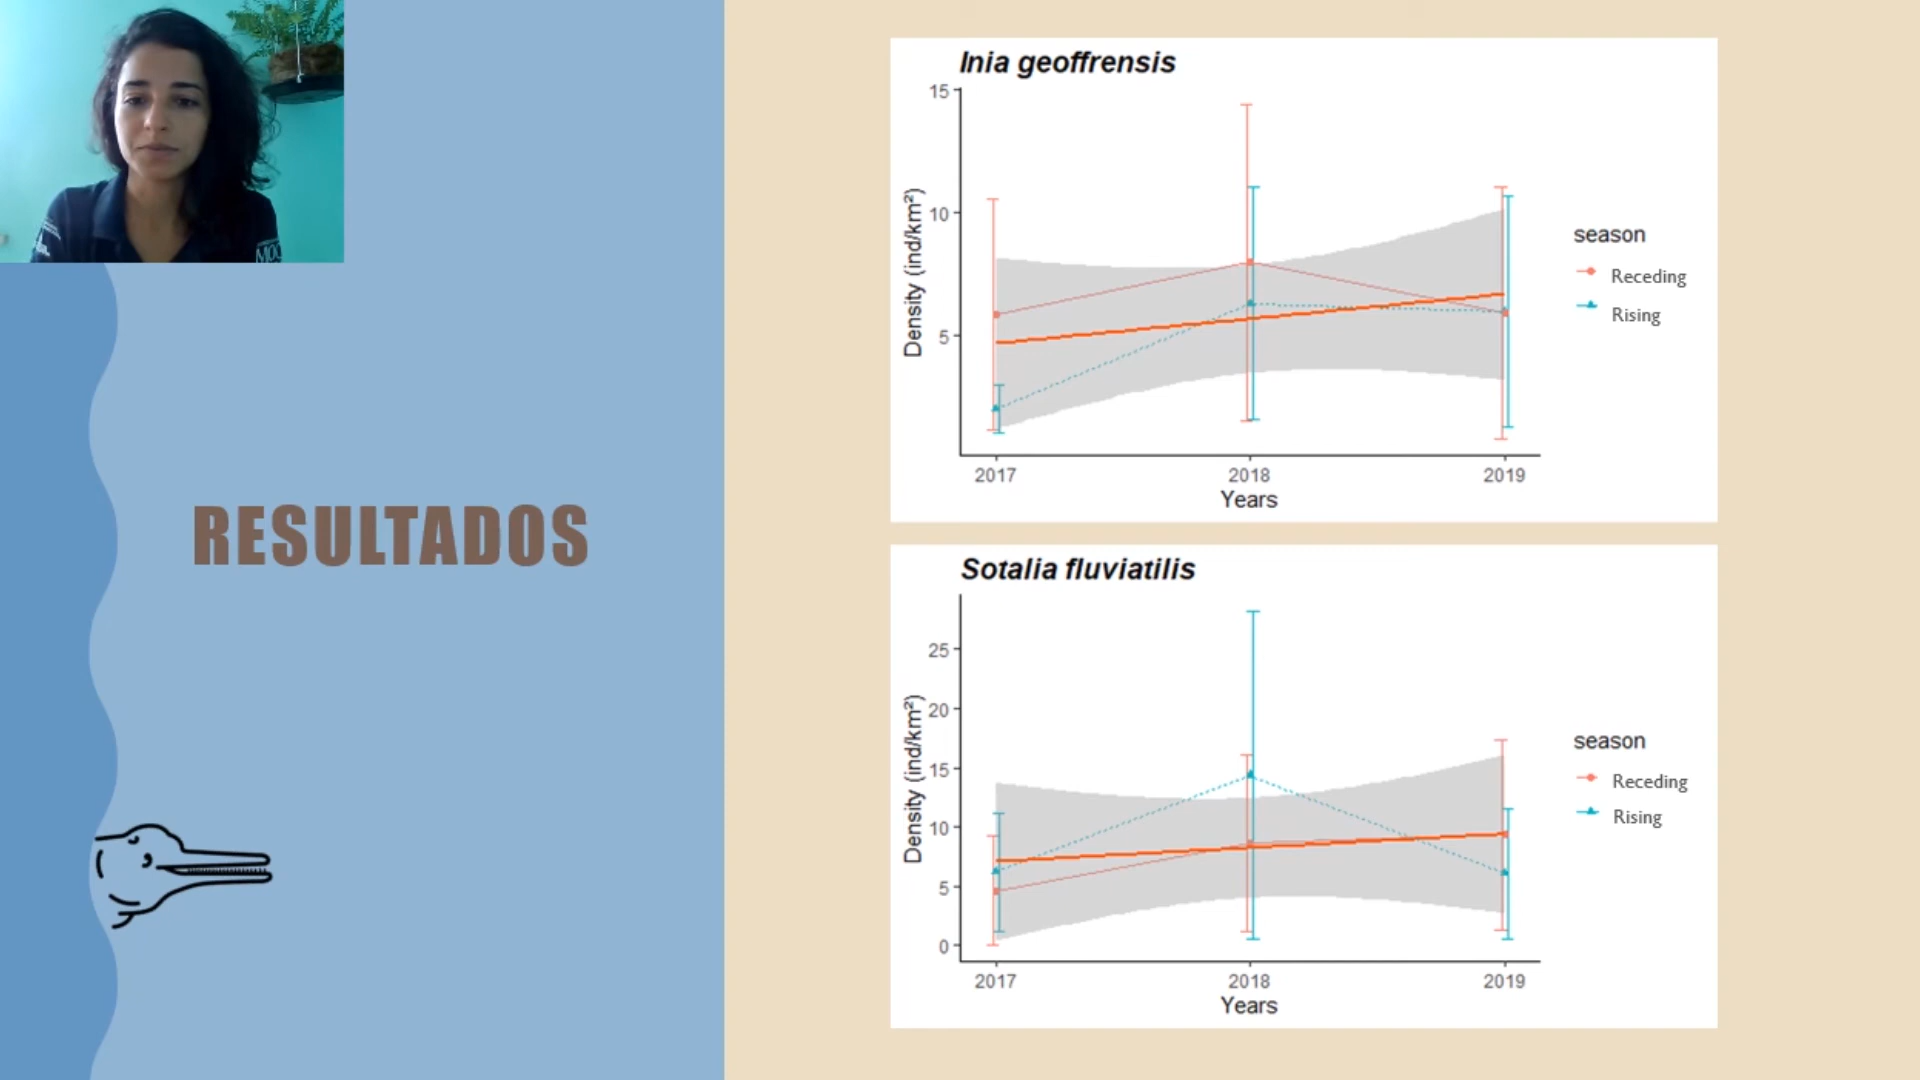 RESULTADOS
Inia geoffrensis
15
10
5
Density (ind/km²)
2017 2018 2019
Years
season
Receding
Rising
Sotalia fluviatilis
25
20
15
10
5
0
Density (ind/km²)
2017 2018 2019
Years
season
Receding
Rising